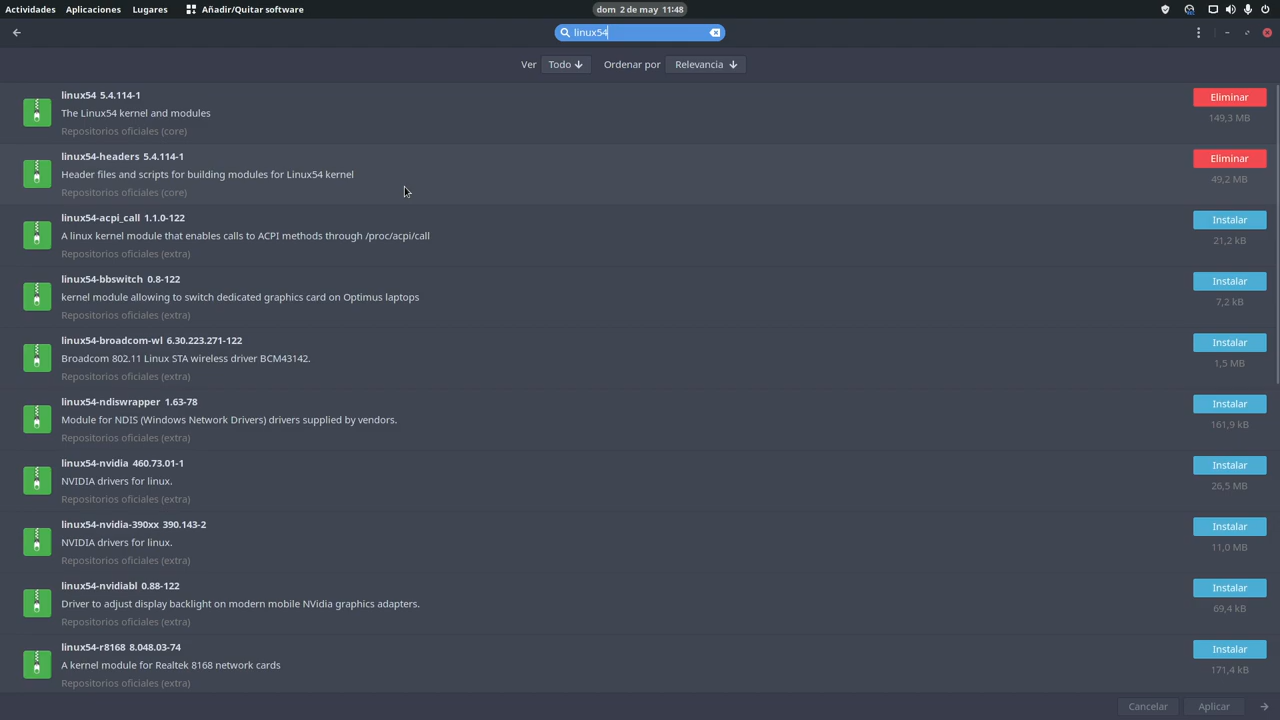 Actividades Aplicaciones Lugares Añadir/Quitar software dom 2 de may 11:48
linux54
Ver Todo Ordenar por Relevancia
linux54 5.4.114-1 Eliminar
The Linux54 kernel and modules 149,3 MB
Repositorios oficiales (core)
linux54-headers 5.4.114-1 Eliminar
Header files and scripts for building modules for Linux54 kernel 49,2 MB
Repositorios oficiales (core)
linux54-acpi_call 1.1.0-122 Instalar
A linux kernel module that enables calls to ACPI methods through /proc/acpi/call 21,2 kB
Repositorios oficiales (extra)
linux54-bbswitch 0.8-122 Instalar
kernel module allowing to switch dedicated graphics card on Optimus laptops 7,2 kB
Repositorios oficiales (extra)
linux54-broadcom-wl 6.30.223.271-122 Instalar
Broadcom 802.11 Linux STA wireless driver BCM43142. 1,5 MB
Repositorios oficiales (extra)
linux54-ndiswrapper 1.63-78 Instalar
Module for NDIS (Windows Network Drivers) drivers supplied by vendors. 161,9 kB
Repositorios oficiales (extra)
linux54-nvidia 460.73.01-1 Instalar
NVIDIA drivers for linux. 26,5 MB
Repositorios oficiales (extra)
linux54-nvidia-390xx 390.143-2 Instalar
NVIDIA drivers for linux. 11,0 MB
Repositorios oficiales (extra)
linux54-nvidiabl 0.88-122 Instalar
Driver to adjust display backlight on modern mobile NVidia graphics adapters. 69,4 kB
Repositorios oficiales (extra)
linux54-r8168 8.048.03-74 Instalar
A kernel module for Realtek 8168 network cards 171,4 kB
Repositorios oficiales (extra)
Cancelar Aplicar